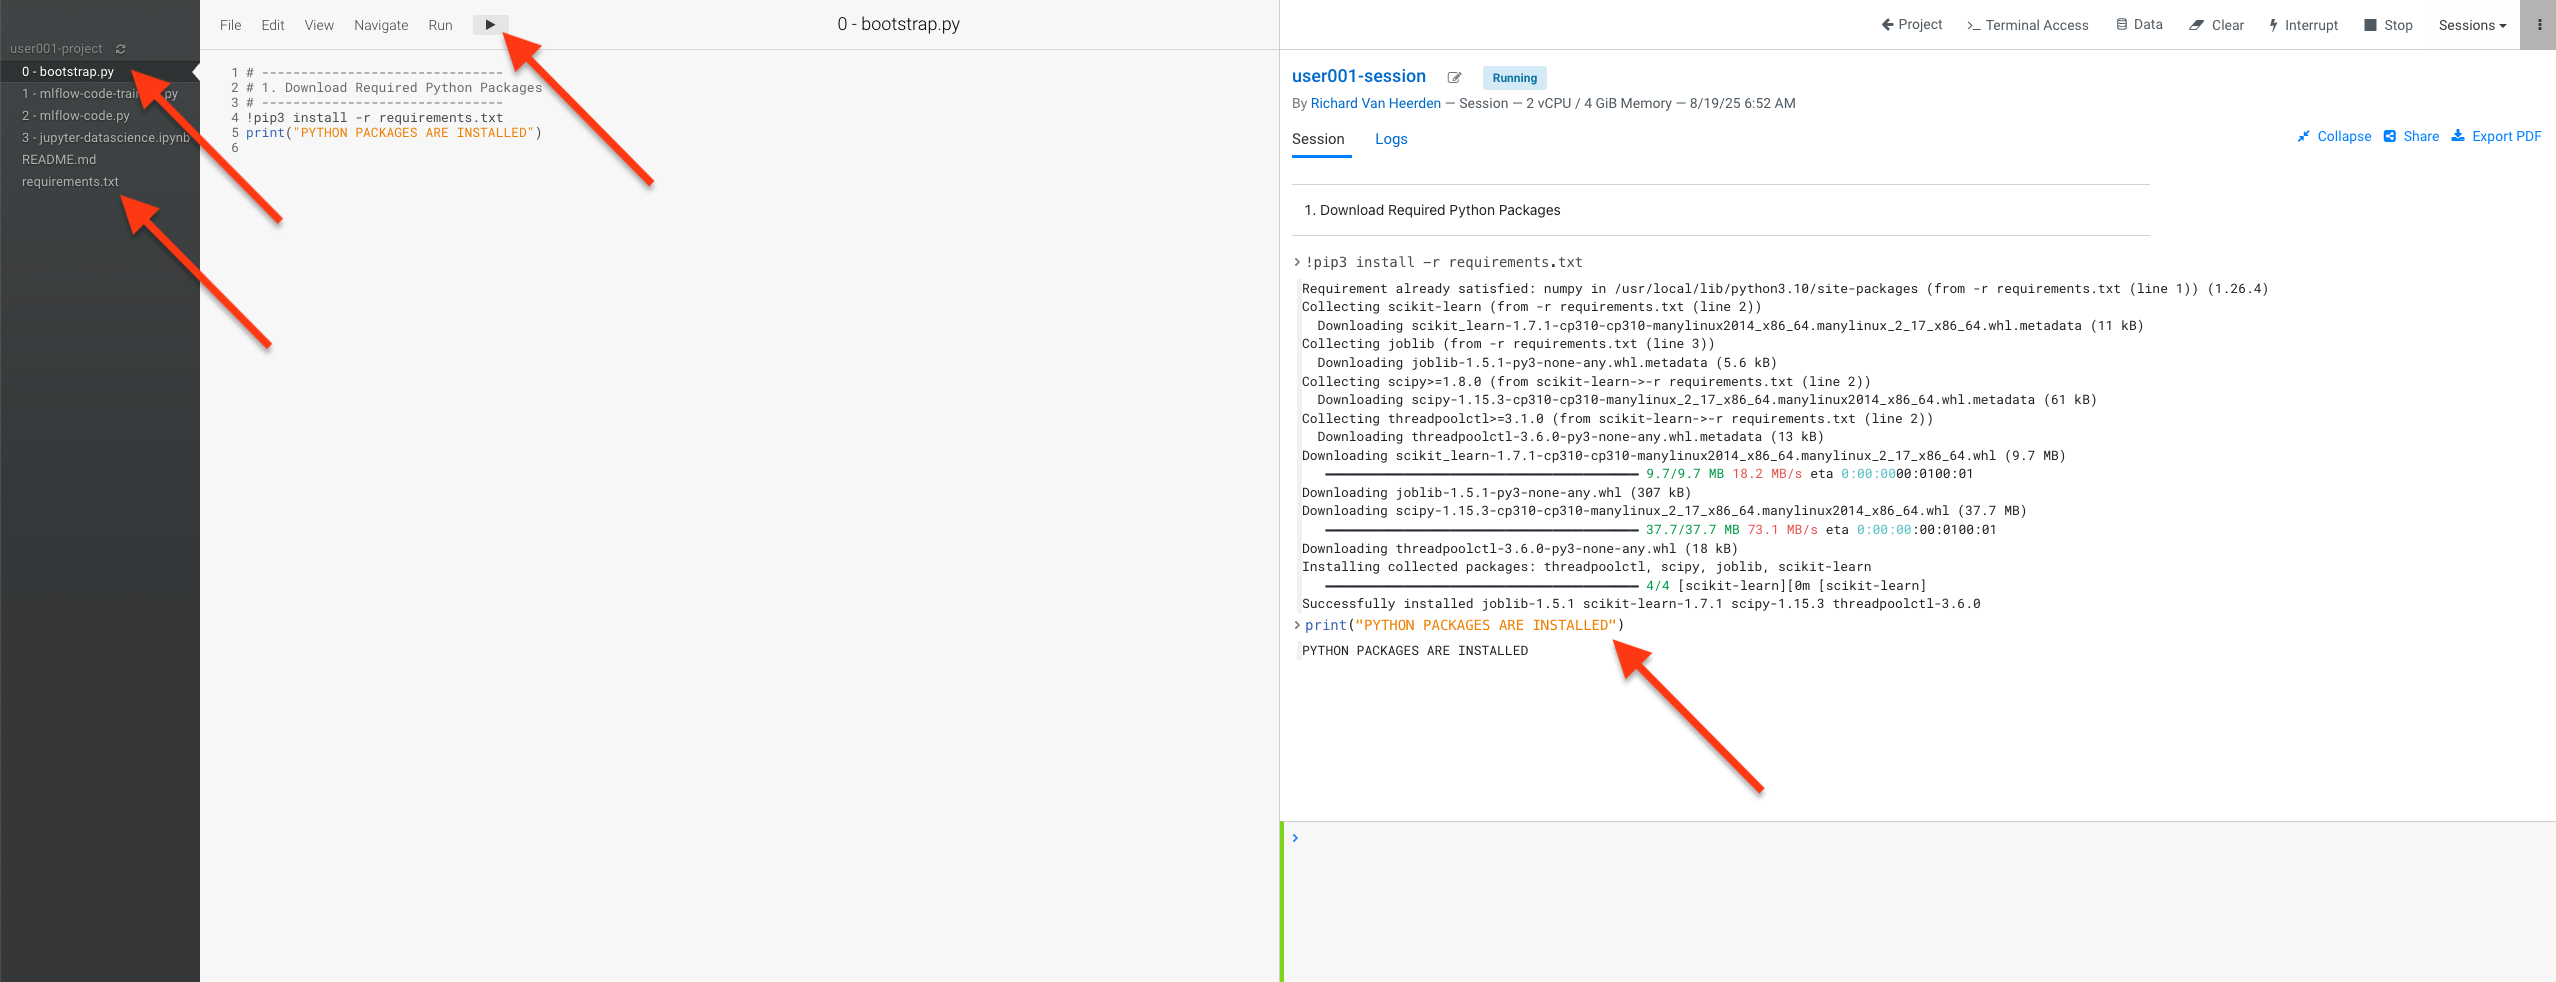 user001-project
0 - bootstrap.py
1 - mlflow-code-train .py
2 - mlflow-code.py
3 - jupyter-datascience.ipynb
README.md
requirements.txt
File Edit View Navigate Run
0 - bootstrap.py
1 # -------------------------------
2 # 1. Download Required Python Packages
3 # -------------------------------
4 !pip3 install -r requirements.txt
5 print("PYTHON PACKAGES ARE INSTALLED")
6
Project Terminal Access Data Clear Interrupt Stop Sessions
user001-session Running
By Richard Van Heerden — Session — 2 vCPU / 4 GiB Memory — 8/19/25 6:52 AM
Session Logs
Collapse Share Export PDF
1. Download Required Python Packages
> !pip3 install -r requirements.txt
Requirement already satisfied: numpy in /usr/local/lib/python3.10/site-packages (from -r requirements.txt (line 1)) (1.26.4)
Collecting scikit-learn (from -r requirements.txt (line 2))
Downloading scikit_learn-1.7.1-cp310-cp310-manylinux2014_x86_64.manylinux_2_17_x86_64.whl.metadata (11 kB)
Collecting joblib (from -r requirements.txt (line 3))
Downloading joblib-1.5.1-py3-none-any.whl.metadata (5.6 kB)
Collecting scipy>=1.8.0 (from scikit-learn->-r requirements.txt (line 2))
Downloading scipy-1.15.3-cp310-cp310-manylinux_2_17_x86_64.manylinux2014_x86_64.whl.metadata (61 kB)
Collecting threadpoolctl>=3.1.0 (from scikit-learn->-r requirements.txt (line 2))
Downloading threadpoolctl-3.6.0-py3-none-any.whl.metadata (13 kB)
Downloading scikit_learn-1.7.1-cp310-cp310-manylinux2014_x86_64.manylinux_2_17_x86_64.whl (9.7 MB)
9.7/9.7 MB 18.2 MB/s eta 0:00:0000:0100:01
Downloading joblib-1.5.1-py3-none-any.whl (307 kB)
Downloading scipy-1.15.3-cp310-cp310-manylinux_2_17_x86_64.manylinux2014_x86_64.whl (37.7 MB)
37.7/37.7 MB 73.1 MB/s eta 0:00:00:00:0100:01
Downloading threadpoolctl-3.6.0-py3-none-any.whl (18 kB)
Installing collected packages: threadpoolctl, scipy, joblib, scikit-learn
4/4 [scikit-learn][0m [scikit-learn]
Successfully installed joblib-1.5.1 scikit-learn-1.7.1 scipy-1.15.3 threadpoolctl-3.6.0
> print("PYTHON PACKAGES ARE INSTALLED")
PYTHON PACKAGES ARE INSTALLED
>